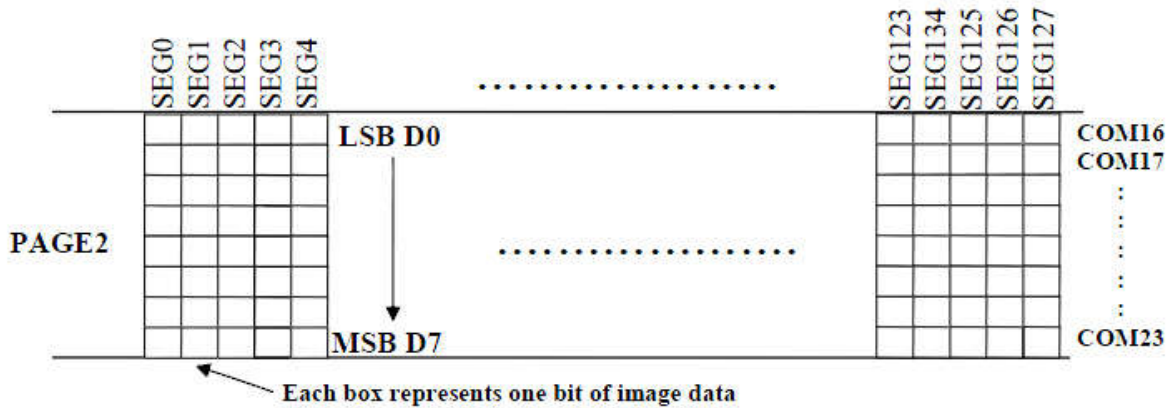 SEG0
SEG1
SEG2
SEG3
SEG4
SEG123
SEG134
SEG125
SEG126
SEG127
LSB D0
COM16
COM17
PAGE2
MSB D7
COM23
Each box represents one bit of image data